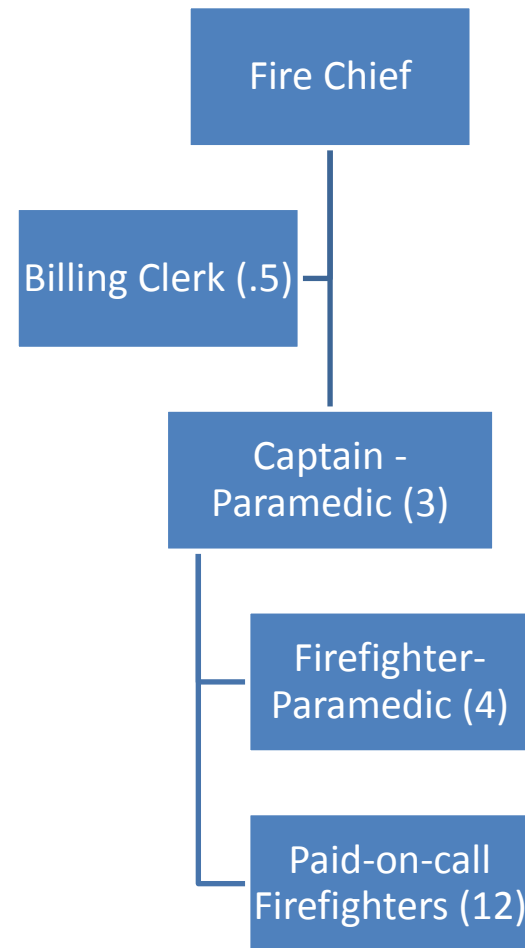 Fire Chief
Billing Clerk (.5)
Captain -
Paramedic (3)
Firefighter-
Paramedic (4)
Paid-on-call
Firefighters (12)